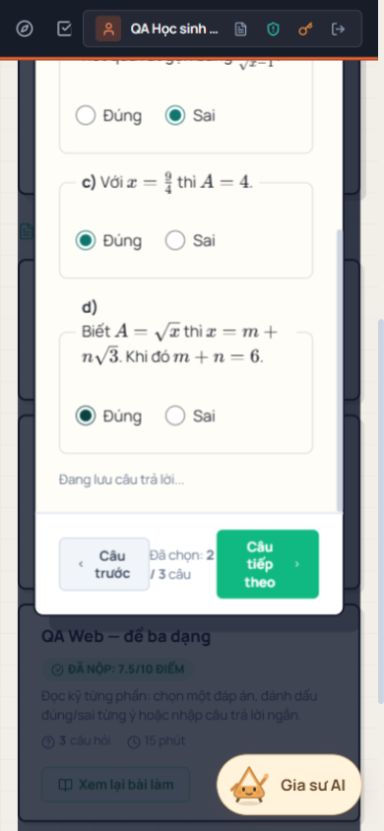 QA Học sinh ...
√x−1
Đúng Sai
c) Với x = 9/4 thì A = 4.
Đúng Sai
d)
Biết A = √x thì x = m +
n√3. Khi đó m + n = 6.
Đúng Sai
Đang lưu câu trả lời...
‹ Câu trước
Đã chọn: 2
/ 3 câu
Câu tiếp theo ›
QA Web — đề ba dạng
ĐÃ NỘP: 7.5/10 ĐIỂM
Đọc kỹ từng phần: chọn một đáp án, đánh dấu
đúng/sai từng ý hoặc nhập câu trả lời ngắn.
3 câu hỏi 15 phút
Xem lại bài làm
Gia sư AI